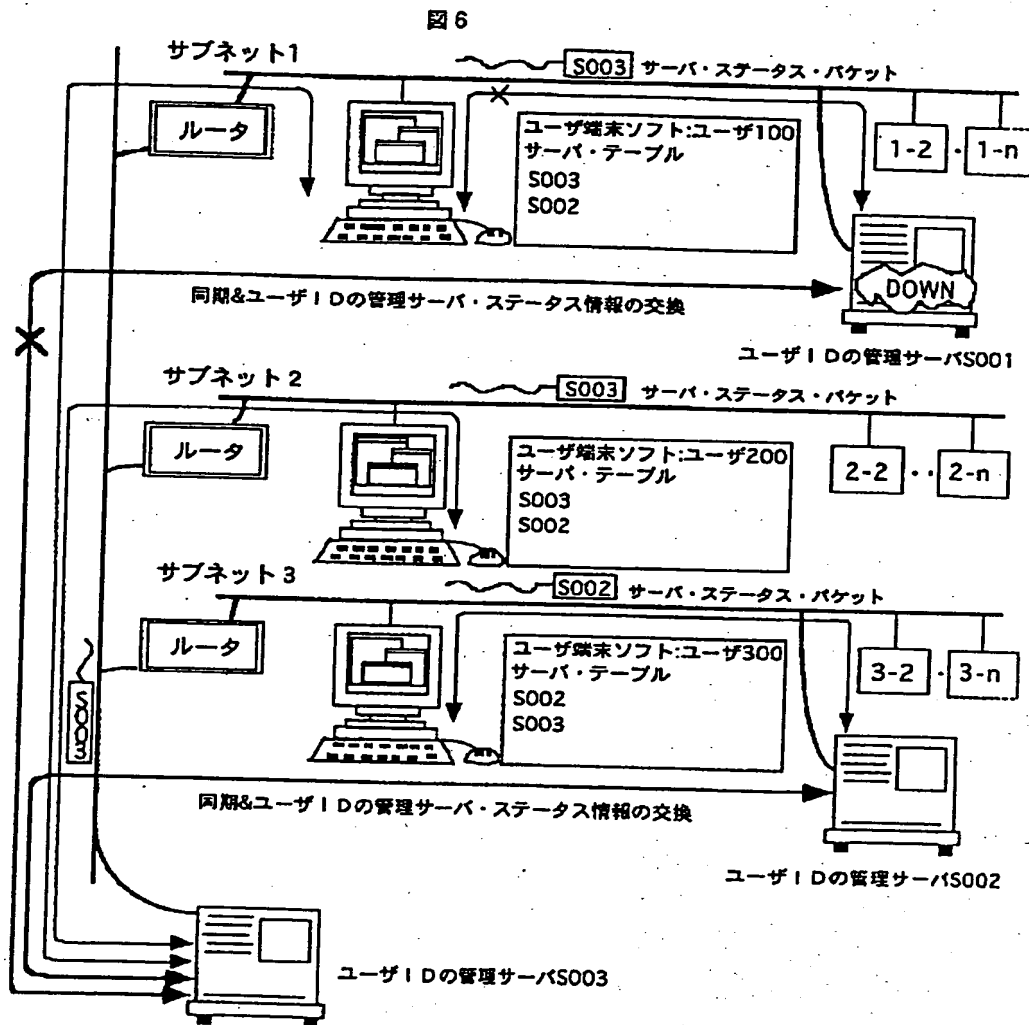 図6
サブネット1
S003 サーバ・ステータス・パケット
ルータ
ユーザ端末ソフト:ユーザ100
サーバ・テーブル
S003
S002
1-2 ・ 1-n
DOWN
同期&ユーザIDの管理サーバ・ステータス情報の交換
ユーザIDの管理サーバS001
サブネット2
S003 サーバ・ステータス・パケット
ルータ
ユーザ端末ソフト:ユーザ200
サーバ・テーブル
S003
S002
2-2 ・・ 2-n
サブネット3
S002 サーバ・ステータス・パケット
ルータ
ユーザ端末ソフト:ユーザ300
サーバ・テーブル
S002
S003
3-2 ・ 3-n
S003
同期&ユーザIDの管理サーバ・ステータス情報の交換
ユーザIDの管理サーバS002
ユーザIDの管理サーバS003